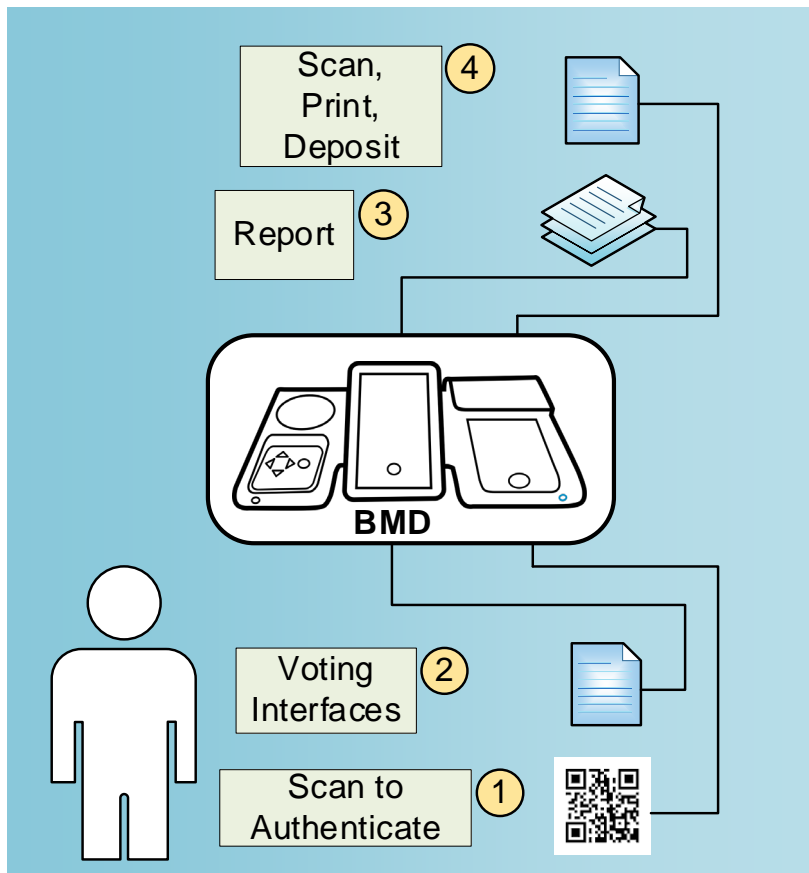 Scan,
Print,
Deposit
4
Report
3
BMD
Voting
Interfaces
2
Scan to
Authenticate
1